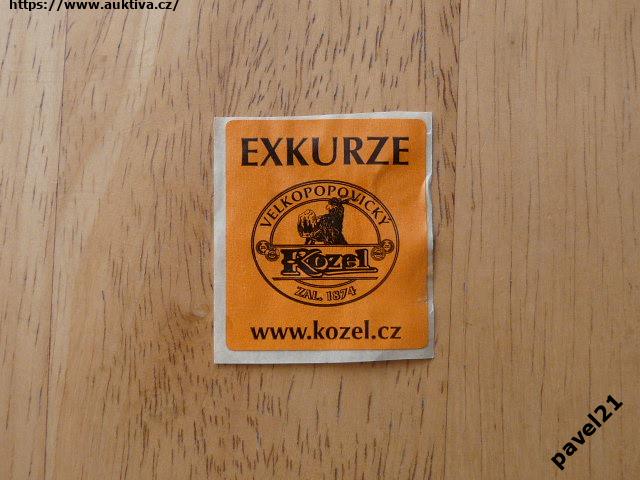 https://www.auktiva.cz/
EXKURZE
VELKOPOPOVICKÝ
Kozel
ZAL. 1874
www.kozel.cz
pavel21